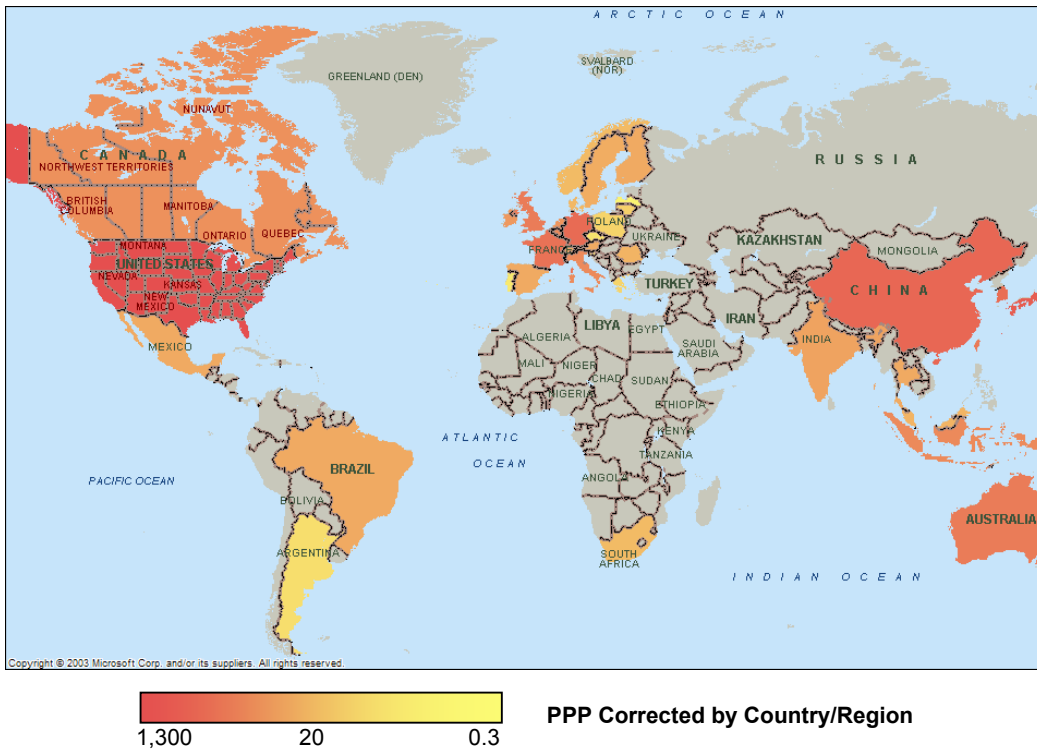 ARCTIC OCEAN
GREENLAND (DEN)
SVALBARD
(NOR)
NUNAVUT
CANADA
NORTHWEST TERRITORIES
RUSSIA
BRITISH
COLUMBIA
MANITOBA
ONTARIO
QUEBEC
POLAND
UKRAINE
KAZAKHSTAN
MONGOLIA
MONTANA
UNITED STATES
NEVADA
KANSAS
NEW
MEXICO
FRANCE
TURKEY
CHINA
IRAN
MEXICO
ALGERIA
LIBYA
EGYPT
SAUDI
ARABIA
INDIA
MALI
NIGER
CHAD
SUDAN
NIGERIA
ETHIOPIA
KENYA
ATLANTIC
OCEAN
TANZANIA
BRAZIL
PACIFIC OCEAN
BOLIVIA
ANGOLA
AUSTRALIA
ARGENTINA
SOUTH
AFRICA
INDIAN OCEAN
Copyright © 2003 Microsoft Corp. and/or its suppliers. All rights reserved.
PPP Corrected by Country/Region
1,300 20 0.3